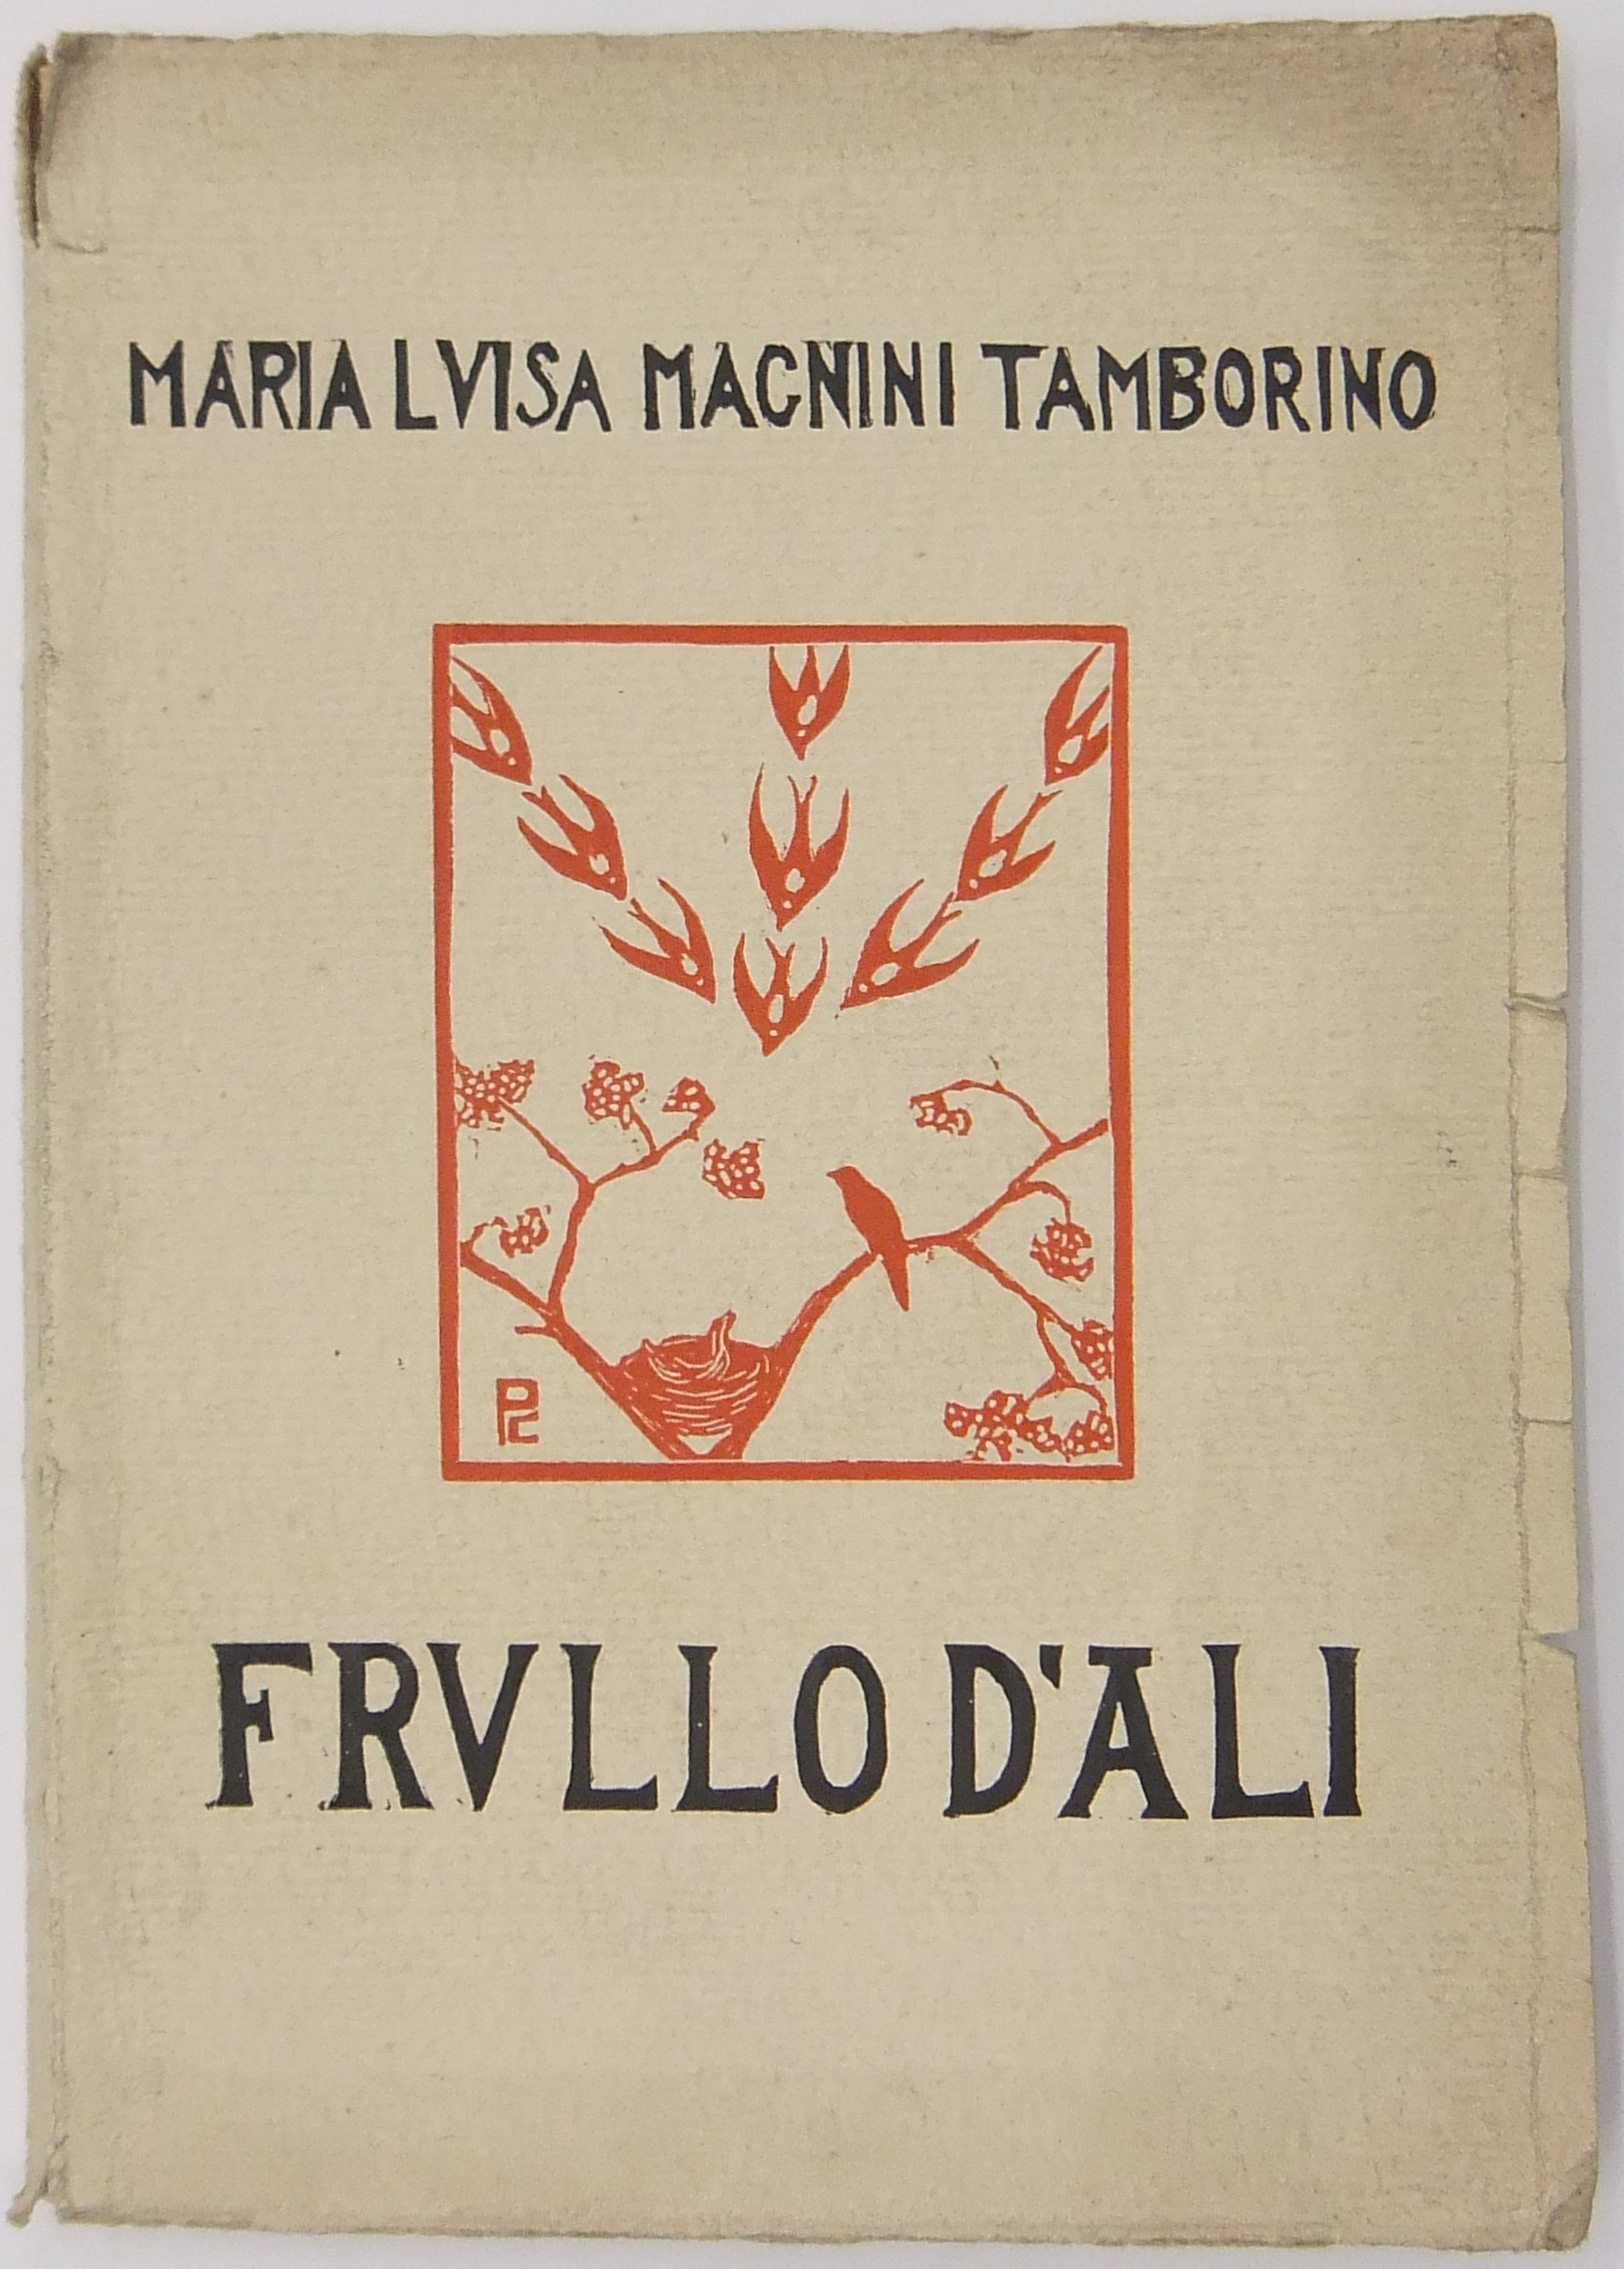 MARIA LVISA MAGNINI TAMBORINO
FRVLLO D'ALI